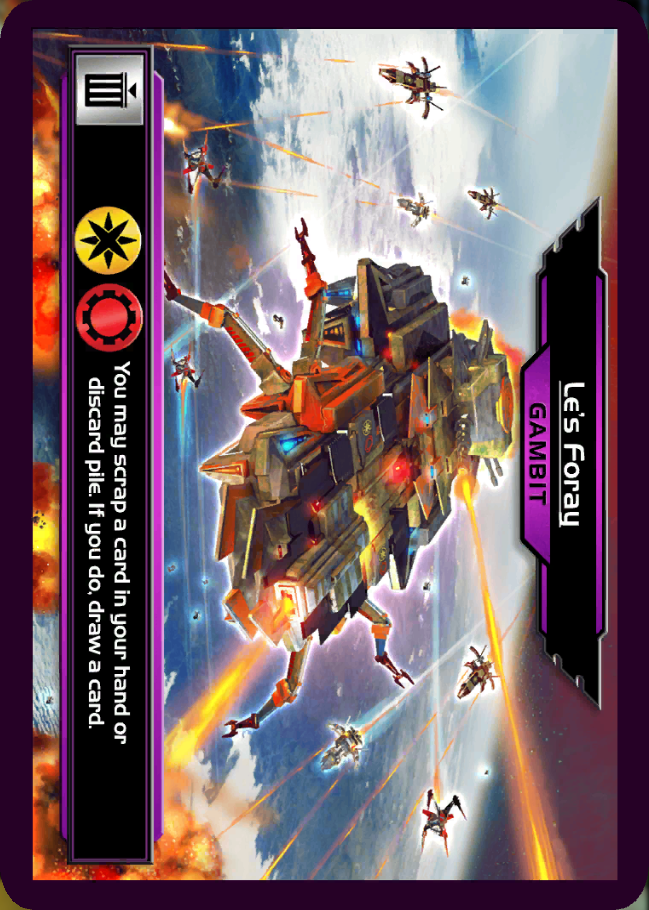 Le's Foray
GAMBIT
You may scrap a card in your hand or
discard pile. If you do, draw a card.